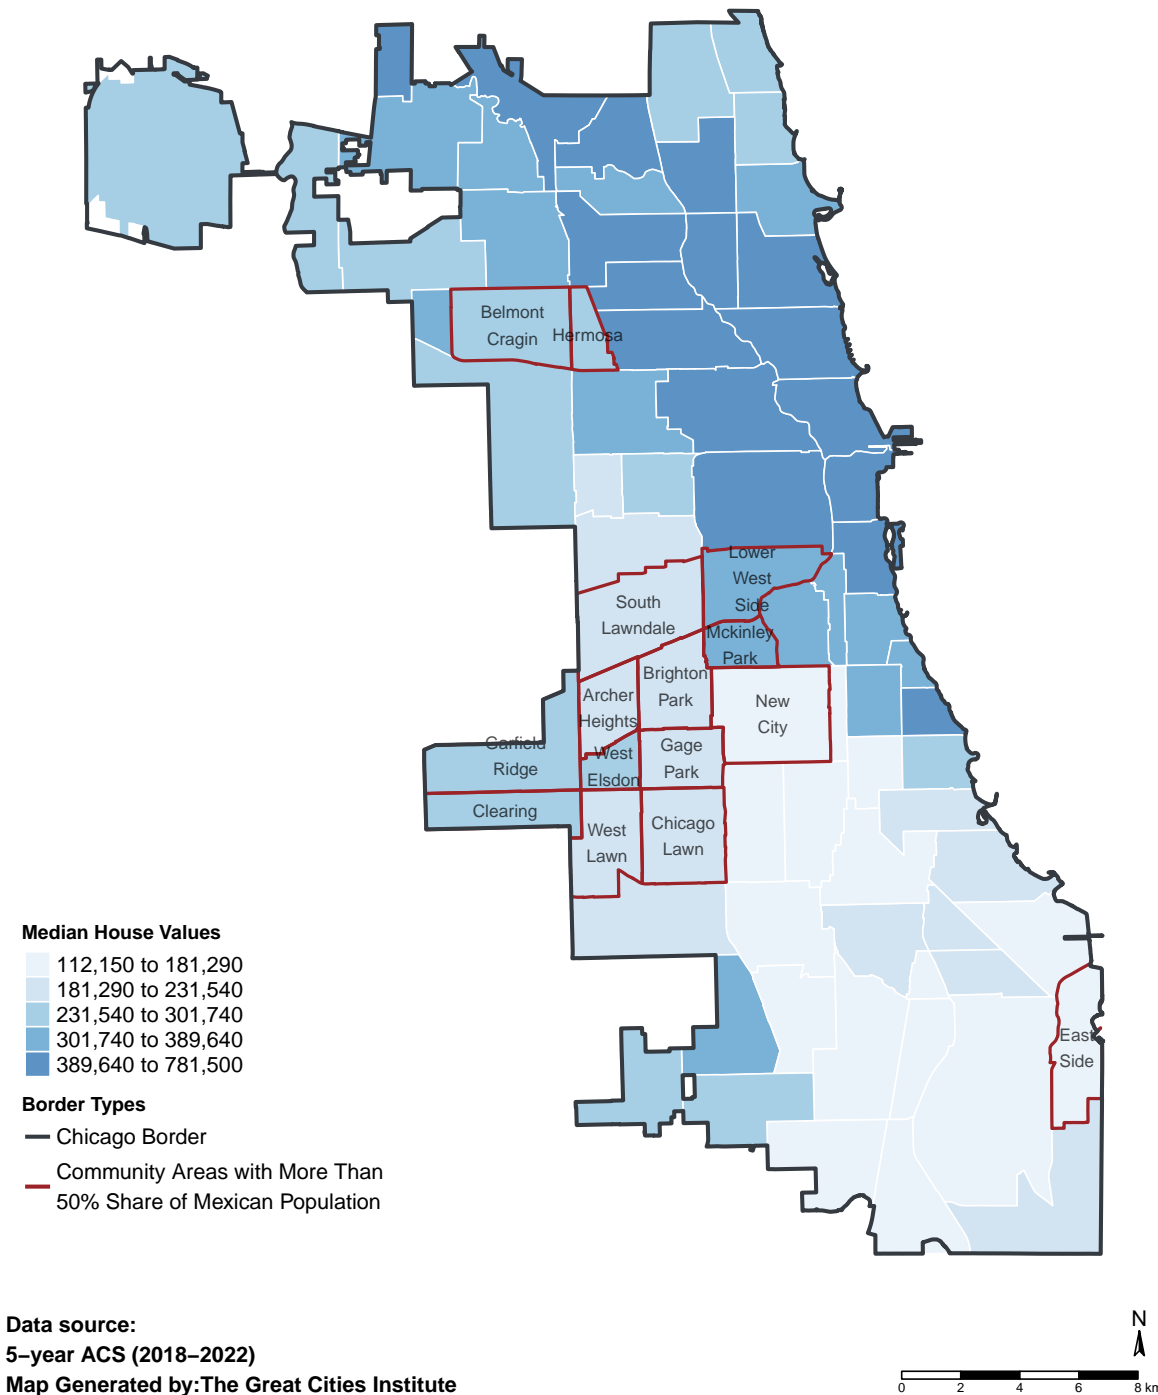 Belmont
Cragin
Hermosa
Lower
West
Side
South
Lawndale
Mckinley
Park
Brighton
Park
Archer
Heights
New
City
Garfield
Ridge
West
Elsdon
Gage
Park
Clearing
West
Lawn
Chicago
Lawn
East
Side
Median House Values
112,150 to 181,290
181,290 to 231,540
231,540 to 301,740
301,740 to 389,640
389,640 to 781,500
Border Types
Chicago Border
Community Areas with More Than
50% Share of Mexican Population
Data source:
5−year ACS (2018−2022)
Map Generated by:The Great Cities Institute
N
0 2 4 6 8 km